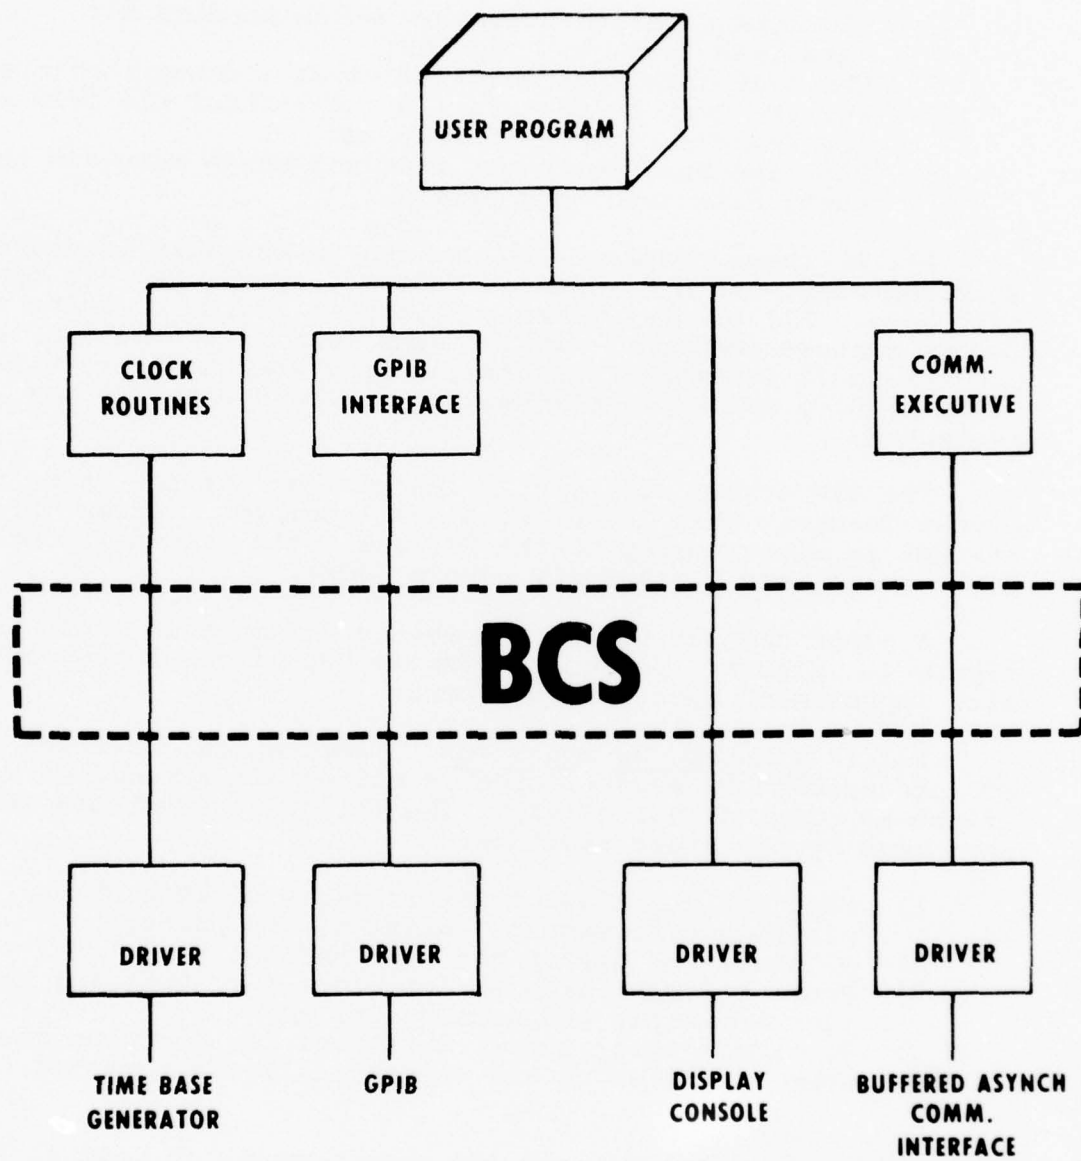 USER PROGRAM
CLOCK
ROUTINES
GPIB
INTERFACE
COMM.
EXECUTIVE
BCS
DRIVER
DRIVER
DRIVER
DRIVER
TIME BASE
GENERATOR
GPIB
DISPLAY
CONSOLE
BUFFERED ASYNCH
COMM.
INTERFACE